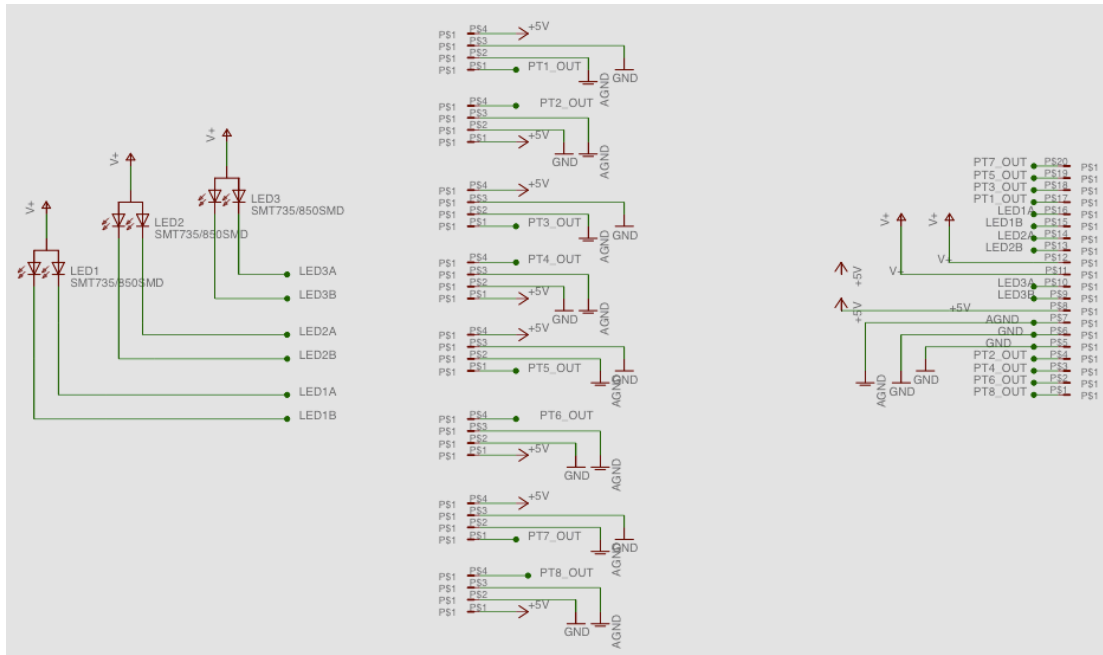 V+
LED3
SMT735/850SMD
V+
LED2
SMT735/850SMD
V+
LED1
SMT735/850SMD
LED3A
LED3B
LED2A
LED2B
LED1A
LED1B
P$1 P$4 +5V
P$1 P$3
P$1 P$2
P$1 P$1 PT1_OUT
AGND
GND
P$1 P$4 PT2_OUT
P$1 P$3
P$1 P$2
P$1 P$1 +5V
GND
AGND
P$1 P$4 +5V
P$1 P$3
P$1 P$2
P$1 P$1 PT3_OUT
AGND
GND
P$1 P$4 PT4_OUT
P$1 P$3
P$1 P$2
P$1 P$1 +5V
GND
AGND
P$1 P$4 +5V
P$1 P$3
P$1 P$2
P$1 P$1 PT5_OUT
AGND
GND
P$1 P$4 PT6_OUT
P$1 P$3
P$1 P$2
P$1 P$1 +5V
GND
AGND
P$1 P$4 +5V
P$1 P$3
P$1 P$2
P$1 P$1 PT7_OUT
AGND
GND
P$1 P$4 PT8_OUT
P$1 P$3
P$1 P$2
P$1 P$1 +5V
GND
AGND
PT7_OUT P$20 P$1
PT5_OUT P$19 P$1
PT3_OUT P$18 P$1
PT1_OUT P$17 P$1
LED1A P$16 P$1
LED1B P$15 P$1
LED2A P$14 P$1
LED2B P$13 P$1
V+ V+ V+ P$12 P$1
V+ P$11 P$1
+5V LED3A P$10 P$1
LED3B P$9 P$1
+5V +5V P$8 P$1
AGND P$7 P$1
GND P$6 P$1
GND P$5 P$1
PT2_OUT P$4 P$1
PT4_OUT P$3 P$1
PT6_OUT P$2 P$1
PT8_OUT P$1 P$1
AGND
GND
GND